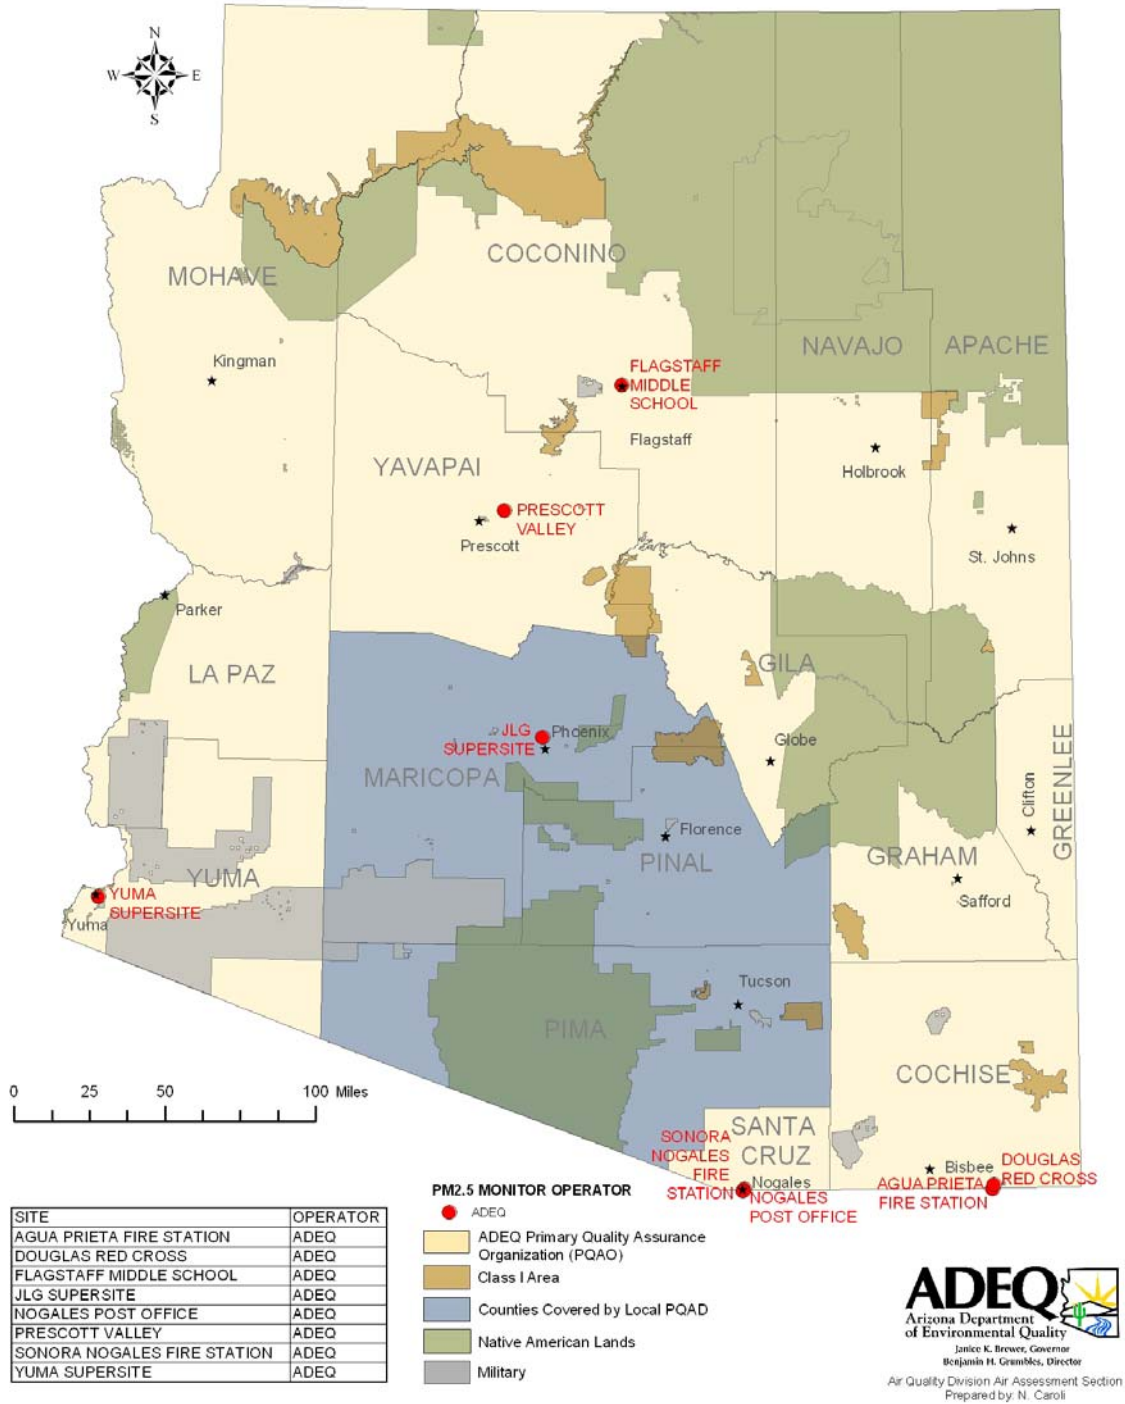 N
W
E
S
COCONINO
MOHAVE
NAVAJO
APACHE
Kingman
FLAGSTAFF
MIDDLE
SCHOOL
Flagstaff
YAVAPAI
Holbrook
PRESCOTT
VALLEY
Prescott
St. Johns
Parker
LA PAZ
GILA
JLG
SUPERSITE
Phoenix
Globe
MARICOPA
GREENLEE
Clifton
Florence
PINAL
GRAHAM
YUMA
YUMA
SUPERSITE
Yuma
Safford
Tucson
PIMA
COCHISE
0 25 50 100 Miles
SANTA
CRUZ
SONORA
NOGALES
FIRE
STATION
Nogales
NOGALES
POST OFFICE
Bisbee
DOUGLAS
RED CROSS
AGUA PRIETA
FIRE STATION
PM2.5 MONITOR OPERATOR
ADEQ
ADEQ Primary Quality Assurance
Organization (PQAO)
Class I Area
Counties Covered by Local PQAD
Native American Lands
Military
SITE OPERATOR
AGUA PRIETA FIRE STATION ADEQ
DOUGLAS RED CROSS ADEQ
FLAGSTAFF MIDDLE SCHOOL ADEQ
JLG SUPERSITE ADEQ
NOGALES POST OFFICE ADEQ
PRESCOTT VALLEY ADEQ
SONORA NOGALES FIRE STATION ADEQ
YUMA SUPERSITE ADEQ
ADEQ
Arizona Department
of Environmental Quality
Janice K. Brewer, Governor
Benjamin H. Grumbles, Director
Air Quality Division Air Assessment Section
Prepared by: N. Caroli